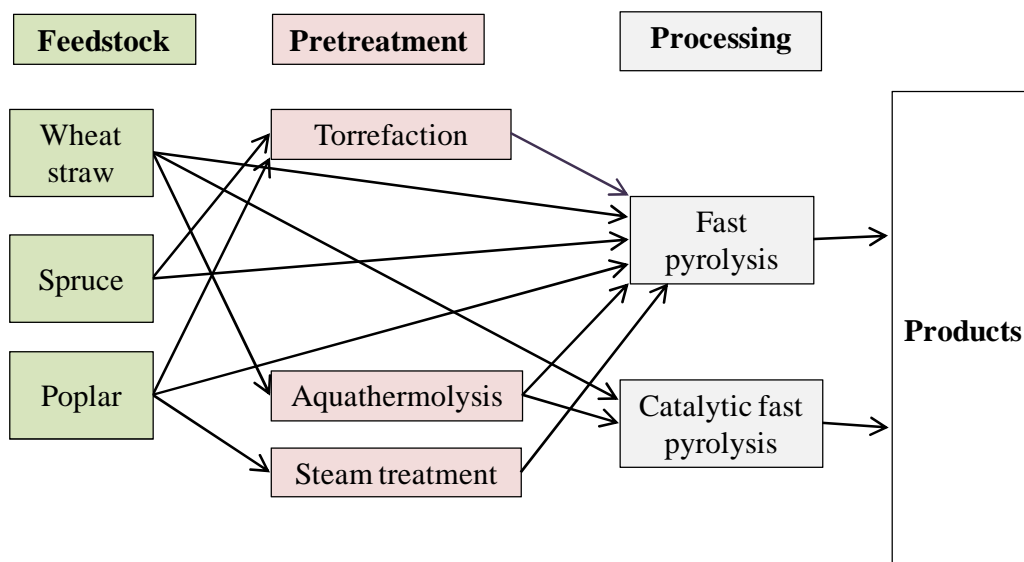 Feedstock
Pretreatment
Processing
Wheat
straw
Torrefaction
Fast
pyrolysis
Spruce
Products
Poplar
Aquathermolysis
Catalytic fast
pyrolysis
Steam treatment